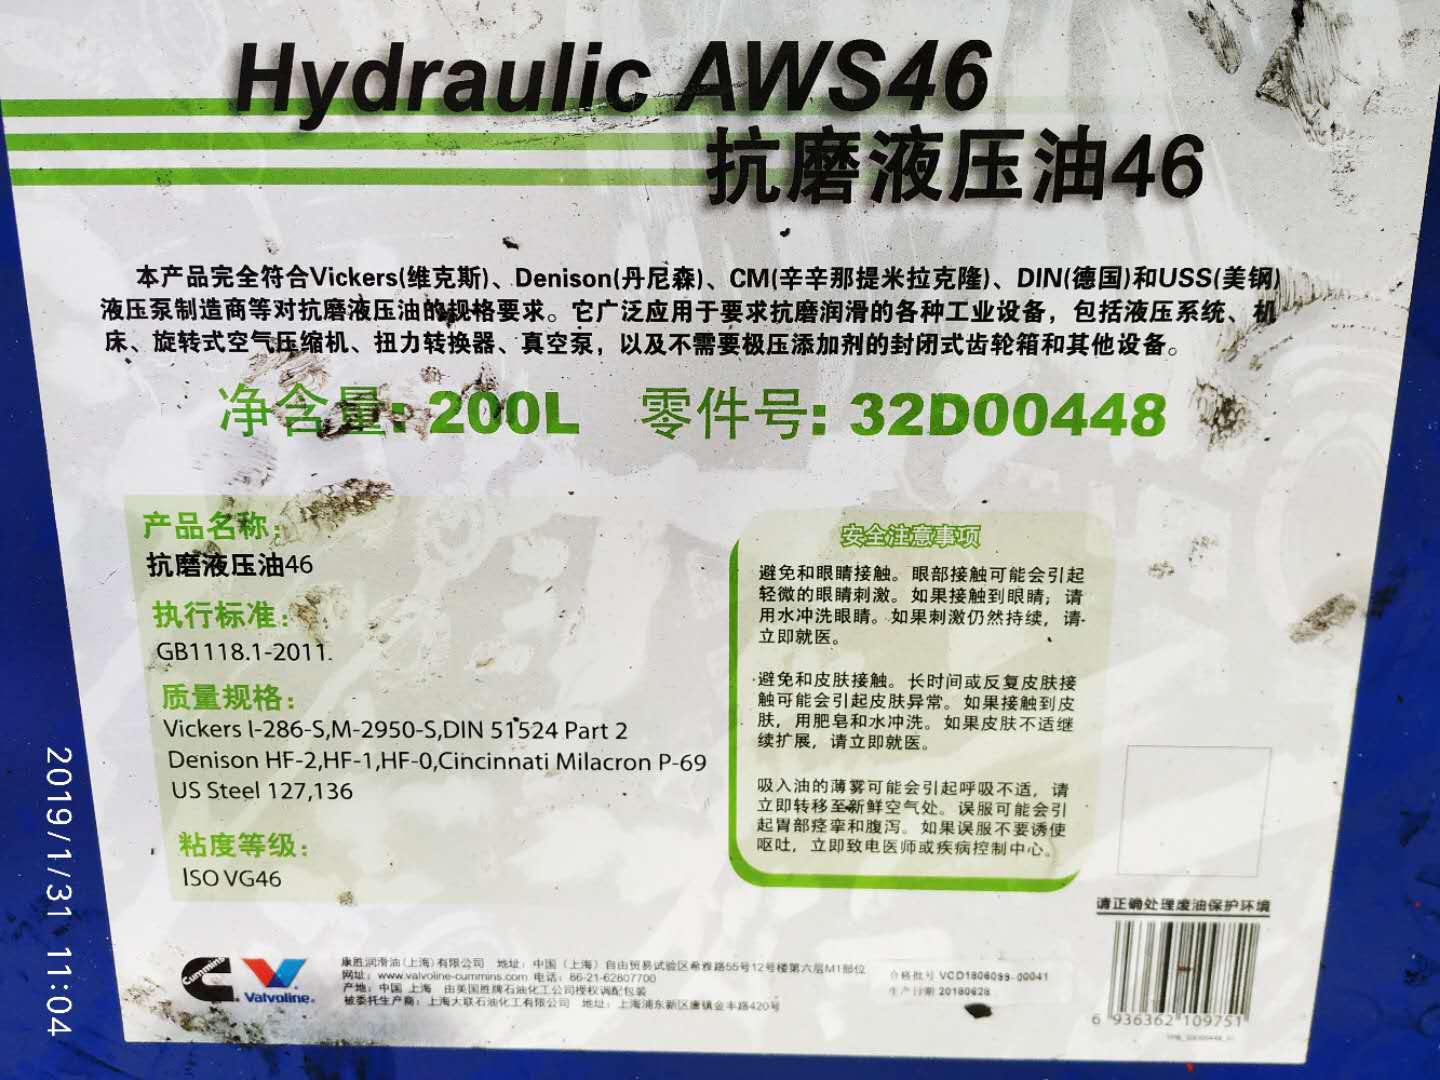 Hydraulic AWS46
抗磨液压油46
本产品完全符合Vickers(维克斯)、Denison(丹尼森)、CM(辛辛那提米拉克隆)、DIN(德国)和USS(美钢)
液压泵制造商等对抗磨液压油的规格要求。它广泛应用于要求抗磨润滑的各种工业设备，包括液压系统、机
床、旋转式空气压缩机、扭力转换器、真空泵，以及不需要极压添加剂的封闭式齿轮箱和其他设备。
净含量: 200L 零件号: 32D00448
产品名称:
抗磨液压油46
执行标准:
GB1118.1-2011.
质量规格:
Vickers I-286-S,M-2950-S,DIN 51524 Part 2
Denison HF-2,HF-1,HF-0,Cincinnati Milacron P-69
US Steel 127,136
粘度等级:
ISO VG46
安全注意事项
避免和眼睛接触。眼部接触可能会引起
轻微的眼睛刺激。如果接触到眼睛，请
用水冲洗眼睛。如果刺激仍然持续，请
立即就医。
避免和皮肤接触。长时间或反复皮肤接
触可能会引起皮肤异常。如果接触到皮
肤，用肥皂和水冲洗。如果皮肤不适继
续扩展，请立即就医。
吸入油的薄雾可能会引起呼吸不适，请
立即转移至新鲜空气处。误服可能会引
起胃部痉挛和腹泻。如果误服不要诱使
呕吐，立即致电医师或疾病控制中心。
请正确处理废油保护环境
6 936362 109751
Cummins
Valvoline
康胜润滑油(上海)有限公司 地址：中国（上海）自由贸易试验区希雅路55号12号楼第六层M1部位
网址：www.valvoline-cummins.com 电话：86-21-62807700
产地：中国 上海 由美国胜牌石油化工公司授权调配包装
被委托生产商：上海大联石油化工有限公司 地址：上海浦东新区唐镇金丰路420号
合格批号 VCD1806099-00041
生产日期 20180628
2019/1/31 11:04